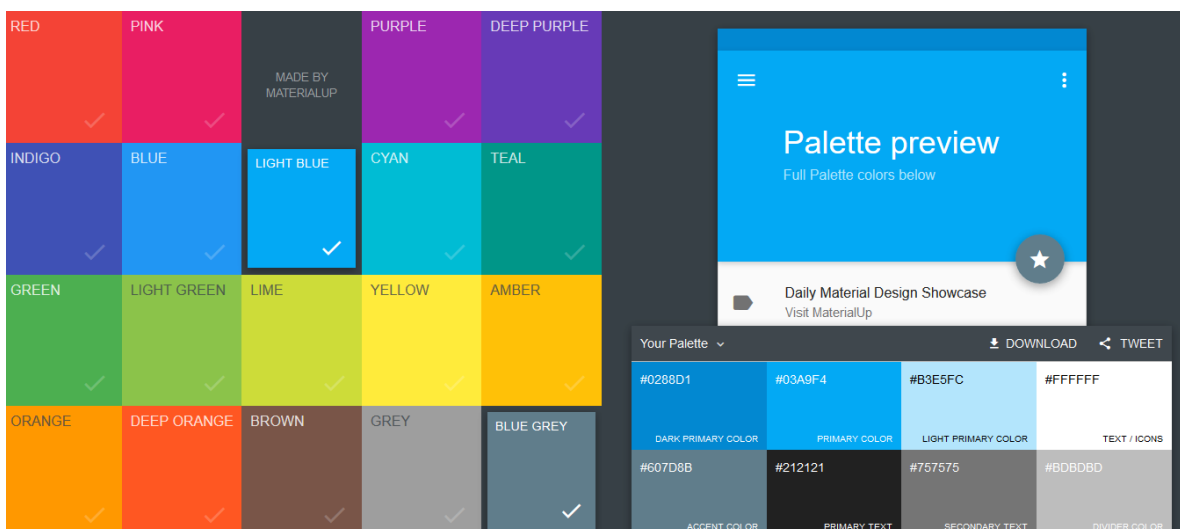 RED
PINK
MADE BY
MATERIALUP
PURPLE
DEEP PURPLE
INDIGO
BLUE
LIGHT BLUE
CYAN
TEAL
GREEN
LIGHT GREEN
LIME
YELLOW
AMBER
ORANGE
DEEP ORANGE
BROWN
GREY
BLUE GREY
Palette preview
Full Palette colors below
Daily Material Design Showcase
Visit MaterialUp
Your Palette
DOWNLOAD
TWEET
#0288D1
DARK PRIMARY COLOR
#03A9F4
PRIMARY COLOR
#B3E5FC
LIGHT PRIMARY COLOR
#FFFFFF
TEXT / ICONS
#607D8B
ACCENT COLOR
#212121
PRIMARY TEXT
#757575
SECONDARY TEXT
#BDBDBD
DIVIDER COLOR